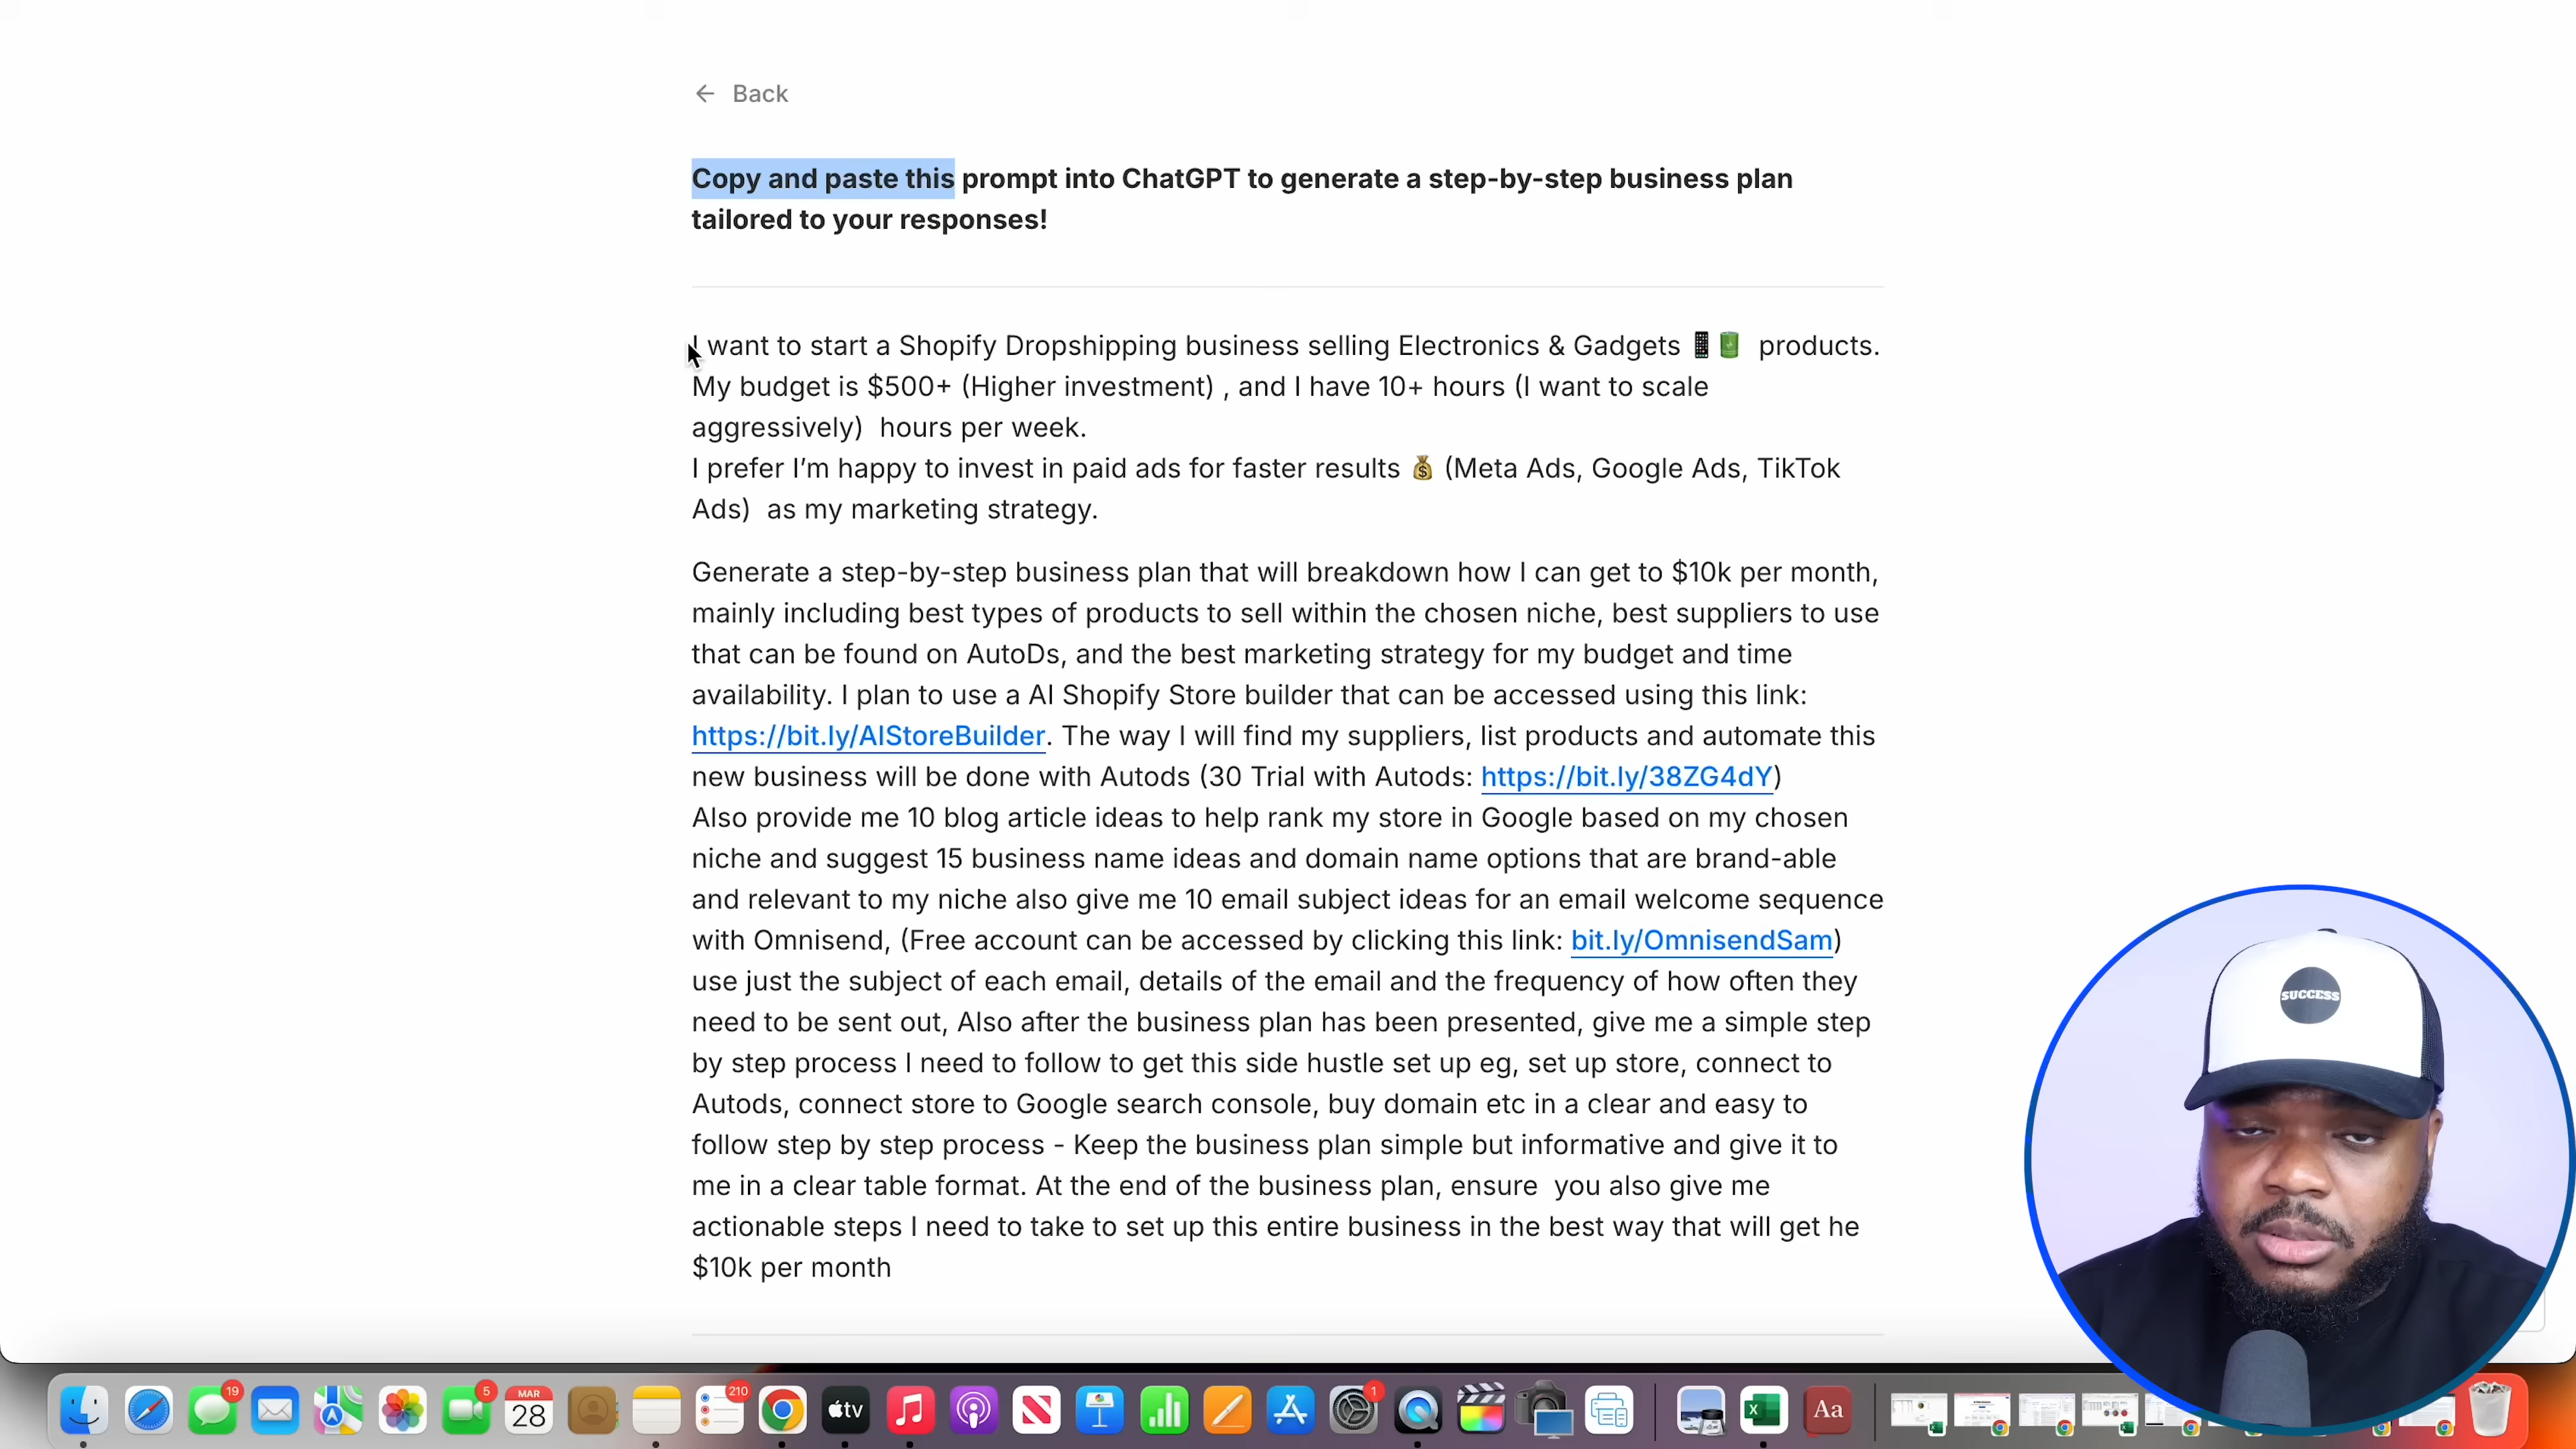 ← Back
Copy and paste this prompt into ChatGPT to generate a step-by-step business plan
tailored to your responses!
I want to start a Shopify Dropshipping business selling Electronics & Gadgets 📱🔋 products.
My budget is $500+ (Higher investment) , and I have 10+ hours (I want to scale
aggressively)  hours per week.
I prefer I’m happy to invest in paid ads for faster results 💰 (Meta Ads, Google Ads, TikTok
Ads)  as my marketing strategy.
Generate a step-by-step business plan that will breakdown how I can get to $10k per month,
mainly including best types of products to sell within the chosen niche, best suppliers to use
that can be found on AutoDs, and the best marketing strategy for my budget and time
availability. I plan to use a AI Shopify Store builder that can be accessed using this link:
https://bit.ly/AIStoreBuilder. The way I will find my suppliers, list products and automate this
new business will be done with Autods (30 Trial with Autods: https://bit.ly/38ZG4dY)
Also provide me 10 blog article ideas to help rank my store in Google based on my chosen
niche and suggest 15 business name ideas and domain name options that are brand-able
and relevant to my niche also give me 10 email subject ideas for an email welcome sequence
with Omnisend, (Free account can be accessed by clicking this link: bit.ly/OmnisendSam)
use just the subject of each email, details of the email and the frequency of how often they
need to be sent out, Also after the business plan has been presented, give me a simple step
by step process I need to follow to get this side hustle set up eg, set up store, connect to
Autods, connect store to Google search console, buy domain etc in a clear and easy to
follow step by step process - Keep the business plan simple but informative and give it to
me in a clear table format. At the end of the business plan, ensure  you also give me
actionable steps I need to take to set up this entire business in the best way that will get he
$10k per month
SUCCESS
19
5
MAR
28
210
tv
1
X
Aa